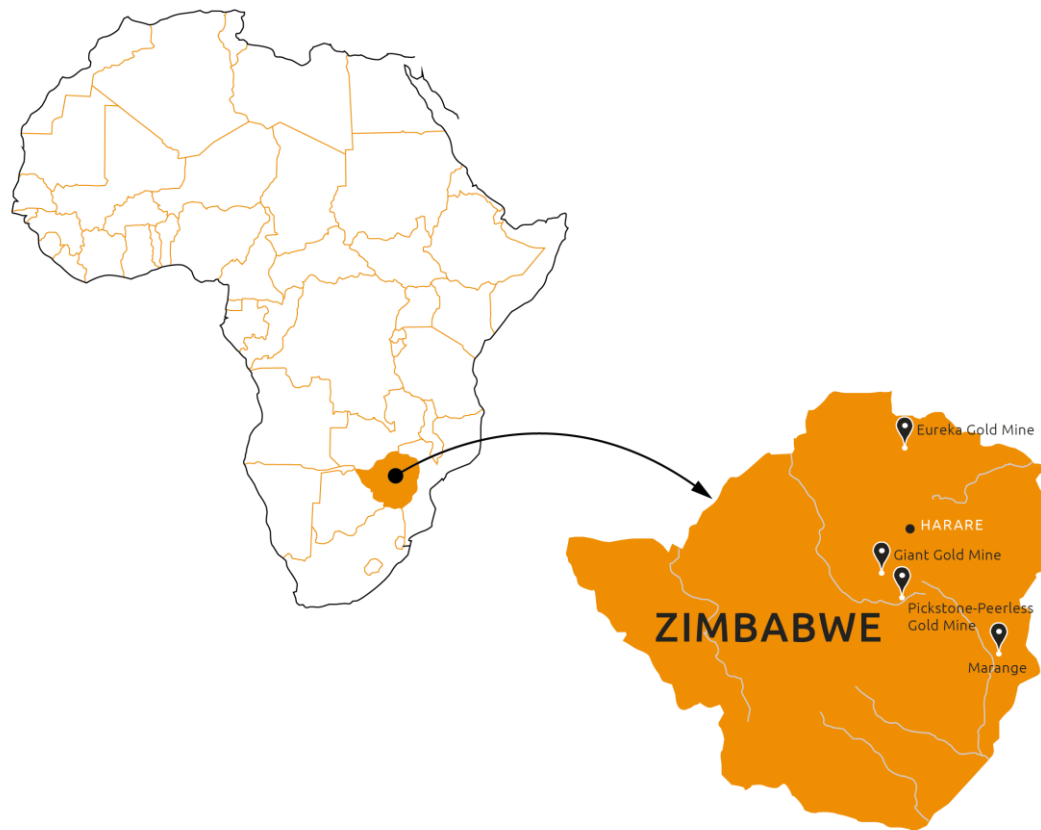 Eureka Gold Mine
HARARE
Giant Gold Mine
Pickstone-Peerless
Gold Mine
ZIMBABWE
Marange